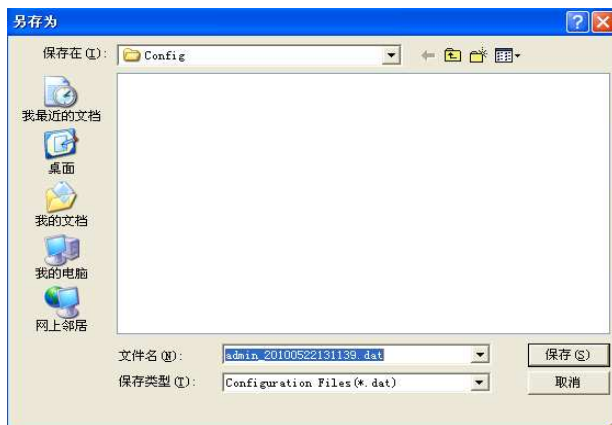 另存为
保存在(I):
Config
我最近的文档
桌面
我的文档
我的电脑
网上邻居
文件名(N):
admin_20100522131139.dat
保存(S)
保存类型(T):
Configuration Files(*.dat)
取消